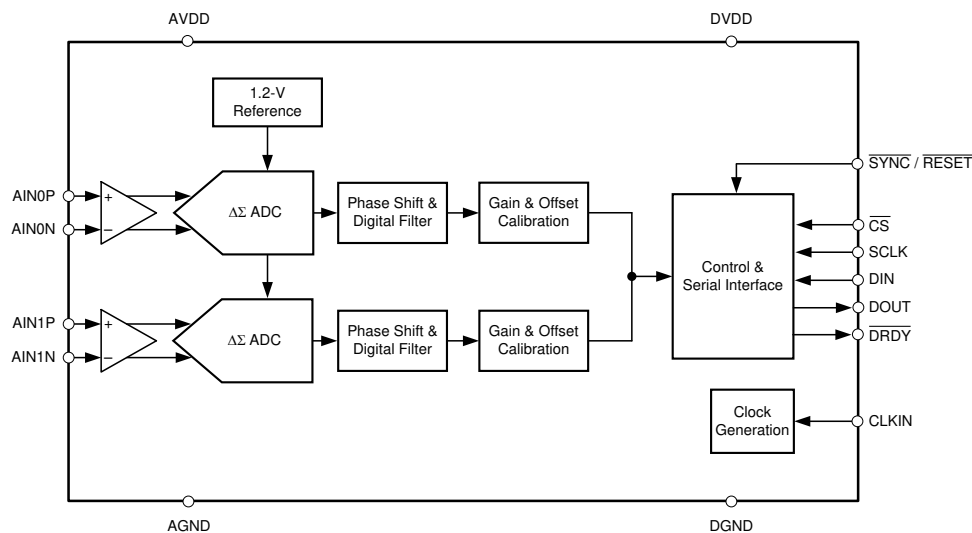 AVDD
DVDD
1.2-V
Reference
SYNC / RESET
AIN0P
+
ΔΣ ADC
Phase Shift &
Digital Filter
Gain & Offset
Calibration
AIN0N
−
CS
SCLK
Control &
Serial Interface
DIN
DOUT
DRDY
AIN1P
+
ΔΣ ADC
Phase Shift &
Digital Filter
Gain & Offset
Calibration
AIN1N
−
Clock
Generation
CLKIN
AGND
DGND